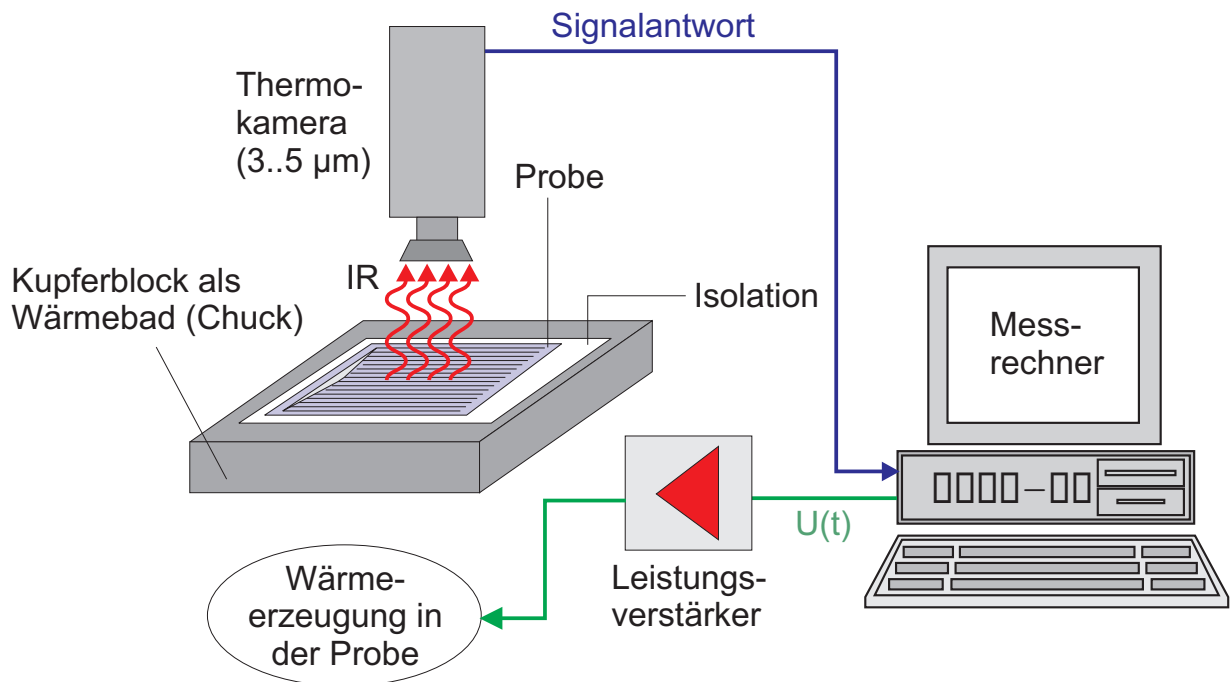 Signalantwort
Thermo-
kamera
(3..5 µm)
Probe
IR
Kupferblock als
Wärmebad (Chuck)
Isolation
Mess-
rechner
U(t)
Leistungs-
verstärker
Wärme-
erzeugung in
der Probe